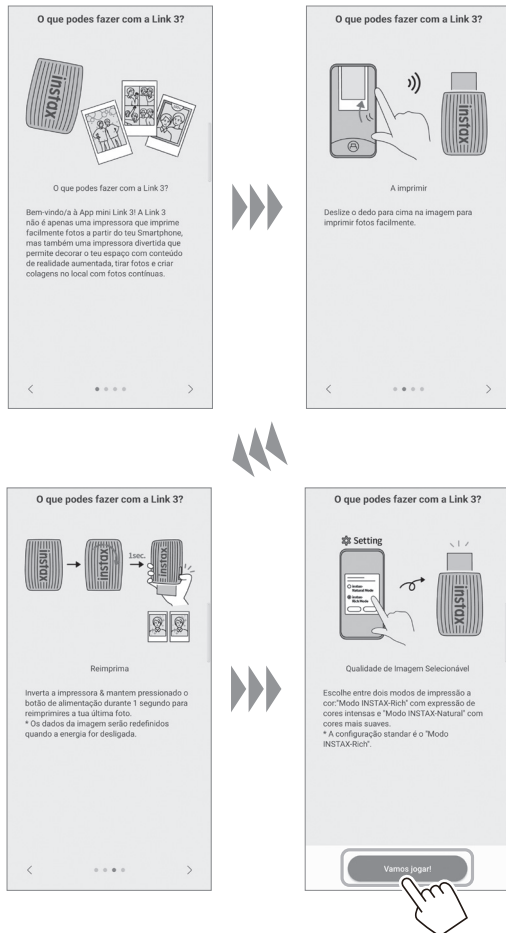 O que podes fazer com a Link 3?
instax
O que podes fazer com a Link 3?
Bem-vindo/a à App mini Link 3! A Link 3
não é apenas uma impressora que imprime
facilmente fotos a partir do teu Smartphone,
mas também uma impressora divertida que
permite decorar o teu espaço com conteúdo
de realidade aumentada, tirar fotos e criar
colagens no local com fotos contínuas.
O que podes fazer com a Link 3?
instax
A imprimir
Deslize o dedo para cima na imagem para
imprimir fotos facilmente.
O que podes fazer com a Link 3?
instax
instax
1sec.
instax
Reimprima
Inverta a impressora & mantem pressionado o
botão de alimentação durante 1 segundo para
reimprimires a tua última foto.
* Os dados da imagem serão redefinidos
quando a energia for desligada.
O que podes fazer com a Link 3?
Setting
instax
Natural Mode
instax
Rich Mode
instax
Qualidade de Imagem Selecionável
Escolhe entre dois modos de impressão a
cor:"Modo INSTAX-Rich" com expressão de
cores intensas e "Modo INSTAX-Natural" com
cores mais suaves.
* A configuração standar é o "Modo
INSTAX-Rich".
Vamos jogar!